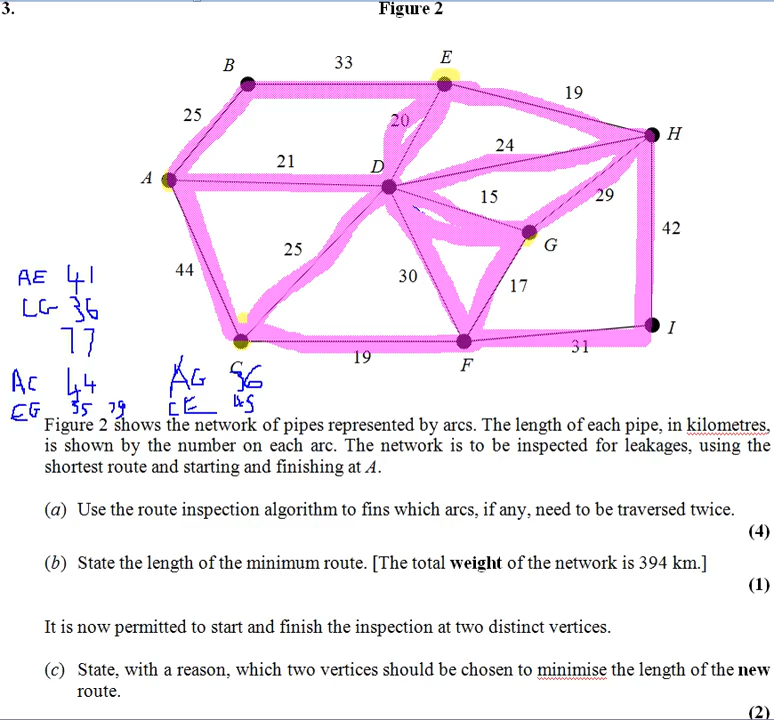 3.
Figure 2
B
33
E
25
20
19
H
24
21
D
A
15
29
G
42
25
44
30
17
AE 41
I
CG 36
77
C
19
F
31
AC 44
AG 36
EG 35 79
CE 45
Figure 2 shows the network of pipes represented by arcs. The length of each pipe, in kilometres,
is shown by the number on each arc. The network is to be inspected for leakages, using the
shortest route and starting and finishing at A.
(a) Use the route inspection algorithm to fins which arcs, if any, need to be traversed twice.
(4)
(b) State the length of the minimum route. [The total weight of the network is 394 km.]
(1)
It is now permitted to start and finish the inspection at two distinct vertices.
(c) State, with a reason, which two vertices should be chosen to minimise the length of the new
route.
(2)